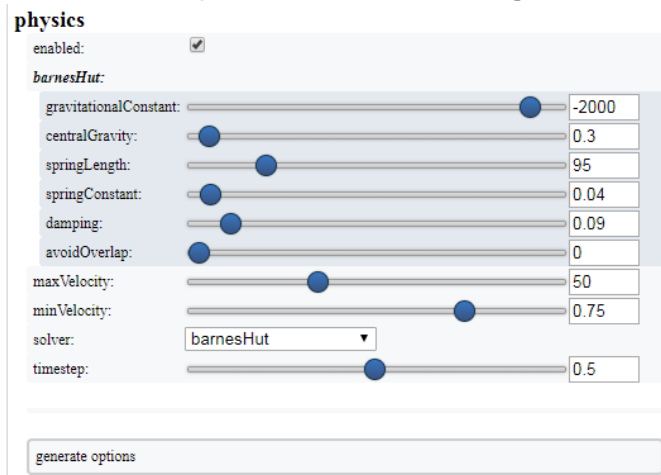 physics
enabled:
barnesHut:
gravitationalConstant: -2000
centralGravity: 0.3
springLength: 95
springConstant: 0.04
damping: 0.09
avoidOverlap: 0
maxVelocity: 50
minVelocity: 0.75
solver: barnesHut
timestep: 0.5
generate options